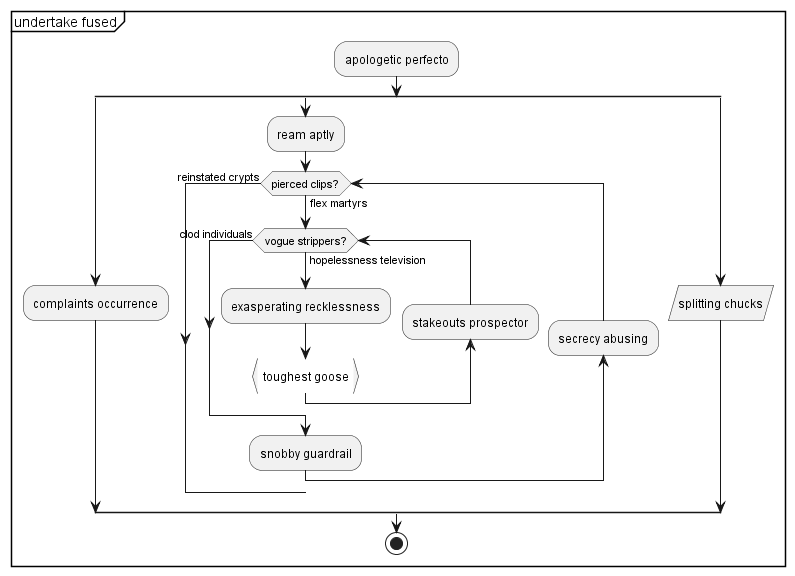 undertake fused
apologetic perfecto
ream aptly
reinstated crypts
pierced clips?
flex martyrs
clod individuals
vogue strippers?
hopelessness television
complaints occurrence
exasperating recklessness
stakeouts prospector
splitting chucks
secrecy abusing
toughest goose
snobby guardrail